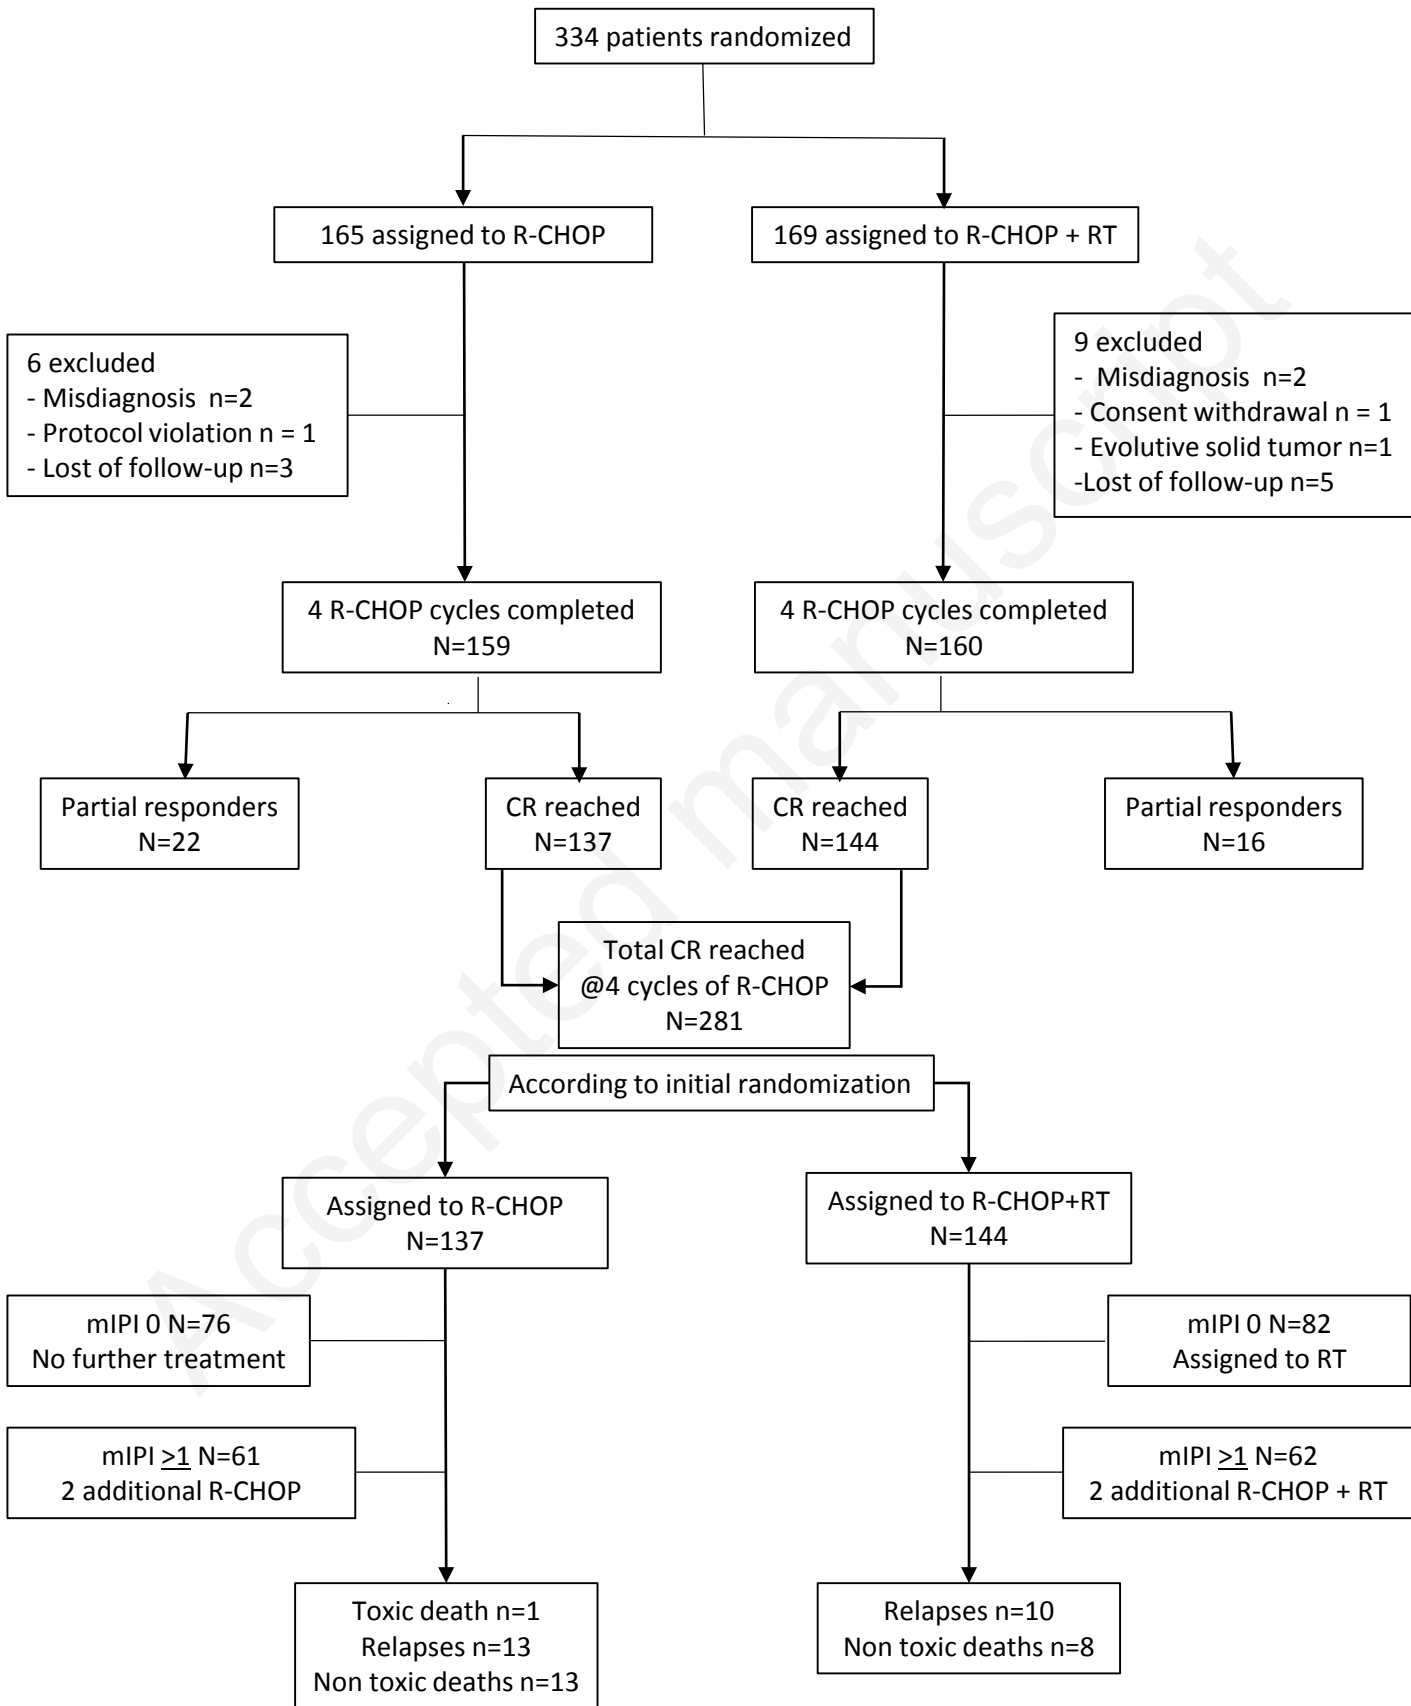 334 patients randomized
165 assigned to R-CHOP
169 assigned to R-CHOP + RT
6 excluded
- Misdiagnosis  n=2
- Protocol violation n = 1
- Lost of follow-up n=3
9 excluded
-  Misdiagnosis  n=2
- Consent withdrawal n = 1
- Evolutive solid tumor n=1
-Lost of follow-up n=5
4 R-CHOP cycles completed
N=159
4 R-CHOP cycles completed
N=160
Partial responders
N=22
CR reached
N=137
CR reached
N=144
Partial responders
N=16
Total CR reached
@4 cycles of R-CHOP
N=281
According to initial randomization
Assigned to R-CHOP
N=137
Assigned to R-CHOP+RT
N=144
mIPI 0 N=76
No further treatment
mIPI 0 N=82
Assigned to RT
mIPI >1 N=61
2 additional R-CHOP
mIPI >1 N=62
2 additional R-CHOP + RT
Toxic death n=1
Relapses n=13
Non toxic deaths n=13
Relapses n=10
Non toxic deaths n=8
Accepted manuscript